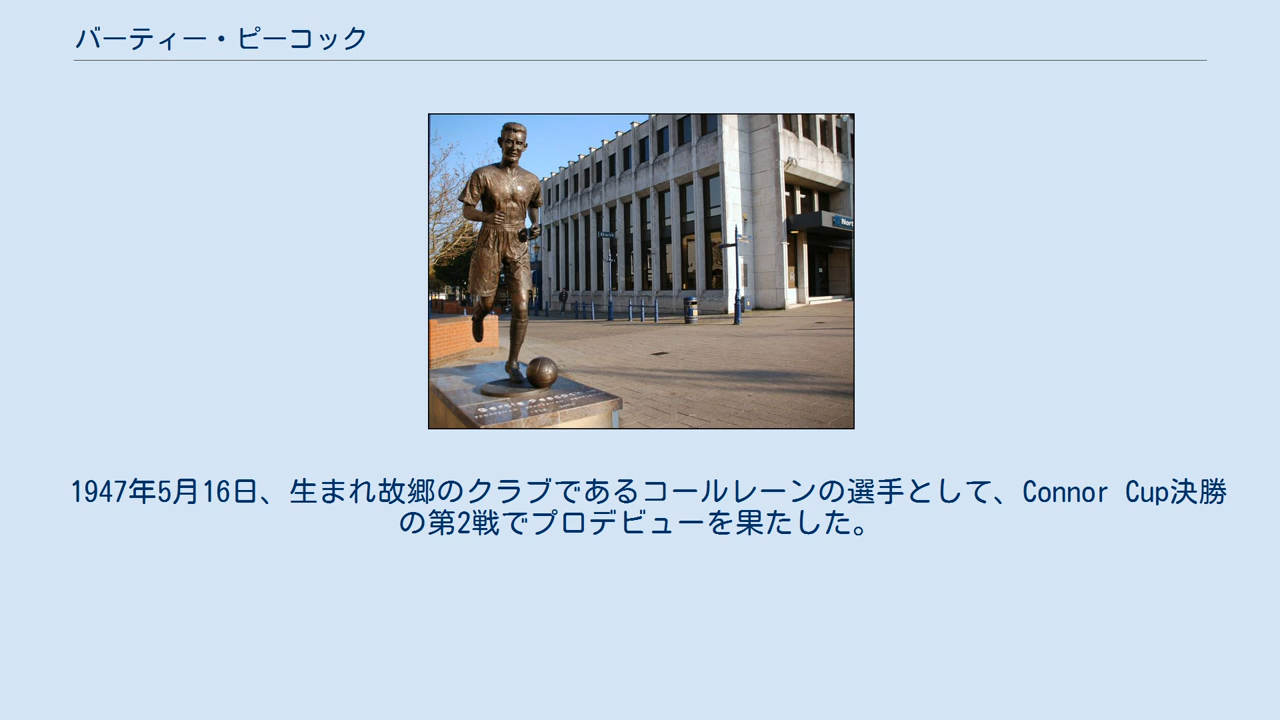 バーティー・ピーコック
Nort
Bertie Peacock
1947年5月16日、生まれ故郷のクラブであるコールレーンの選手として、Connor Cup決勝
の第2戦でプロデビューを果たした。